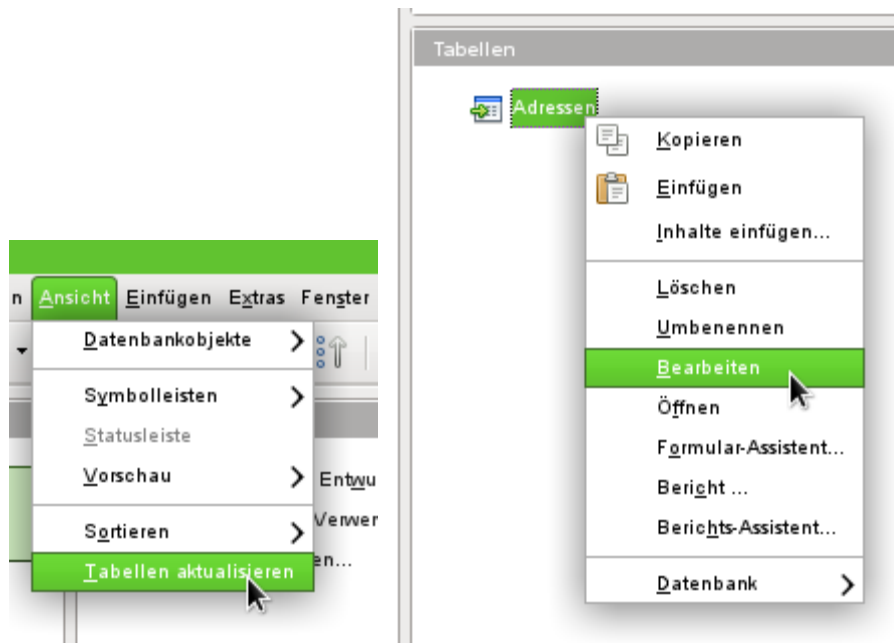 n Ansicht Einfügen Extras Fenster
Datenbankobjekte
Symbolleisten
Statusleiste
Vorschau
Entwu
Verwer
Sortieren
en...
Tabellen aktualisieren
Tabellen
Adressen
Kopieren
Einfügen
Inhalte einfügen...
Löschen
Umbenennen
Bearbeiten
Öffnen
Formular-Assistent...
Bericht ...
Berichts-Assistent...
Datenbank